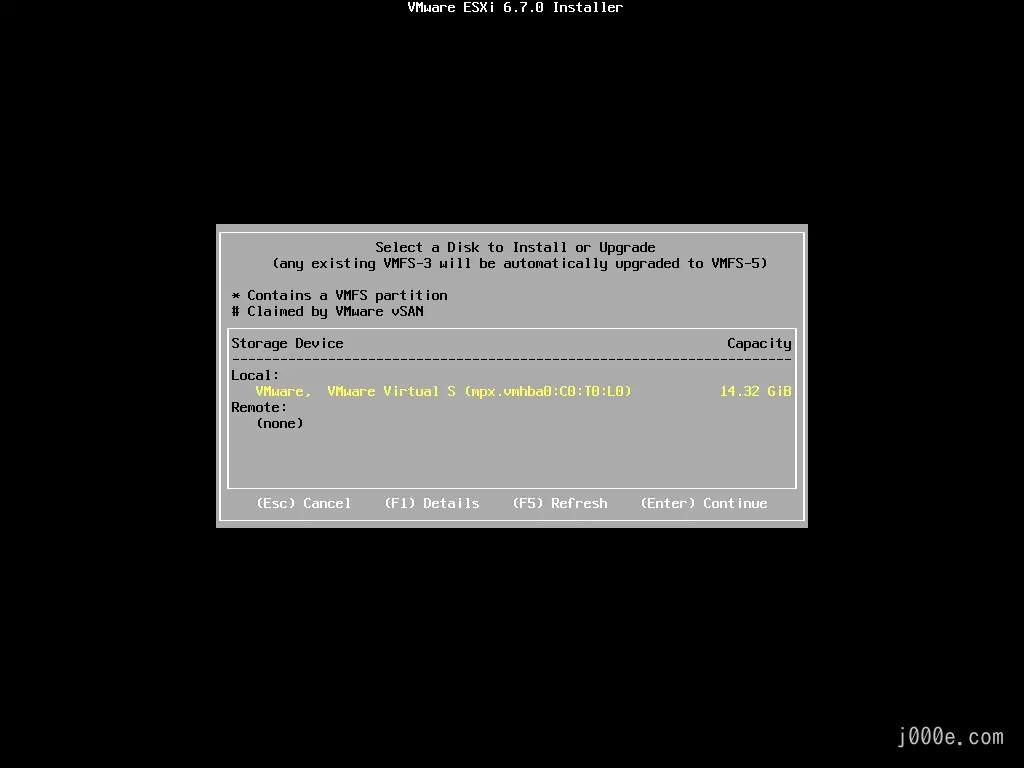 VMware ESXi 6.7.0 Installer
Select a Disk to Install or Upgrade
(any existing VMFS-3 will be automatically upgraded to VMFS-5)
* Contains a VMFS partition
# Claimed by VMware vSAN
Storage Device Capacity
--------------------------------------------------------------------
Local:
VMware, VMware Virtual S (mpx.vmhba0:C0:T0:L0) 14.32 GiB
Remote:
(none)
(Esc) Cancel (F1) Details (F5) Refresh (Enter) Continue
j000e.com